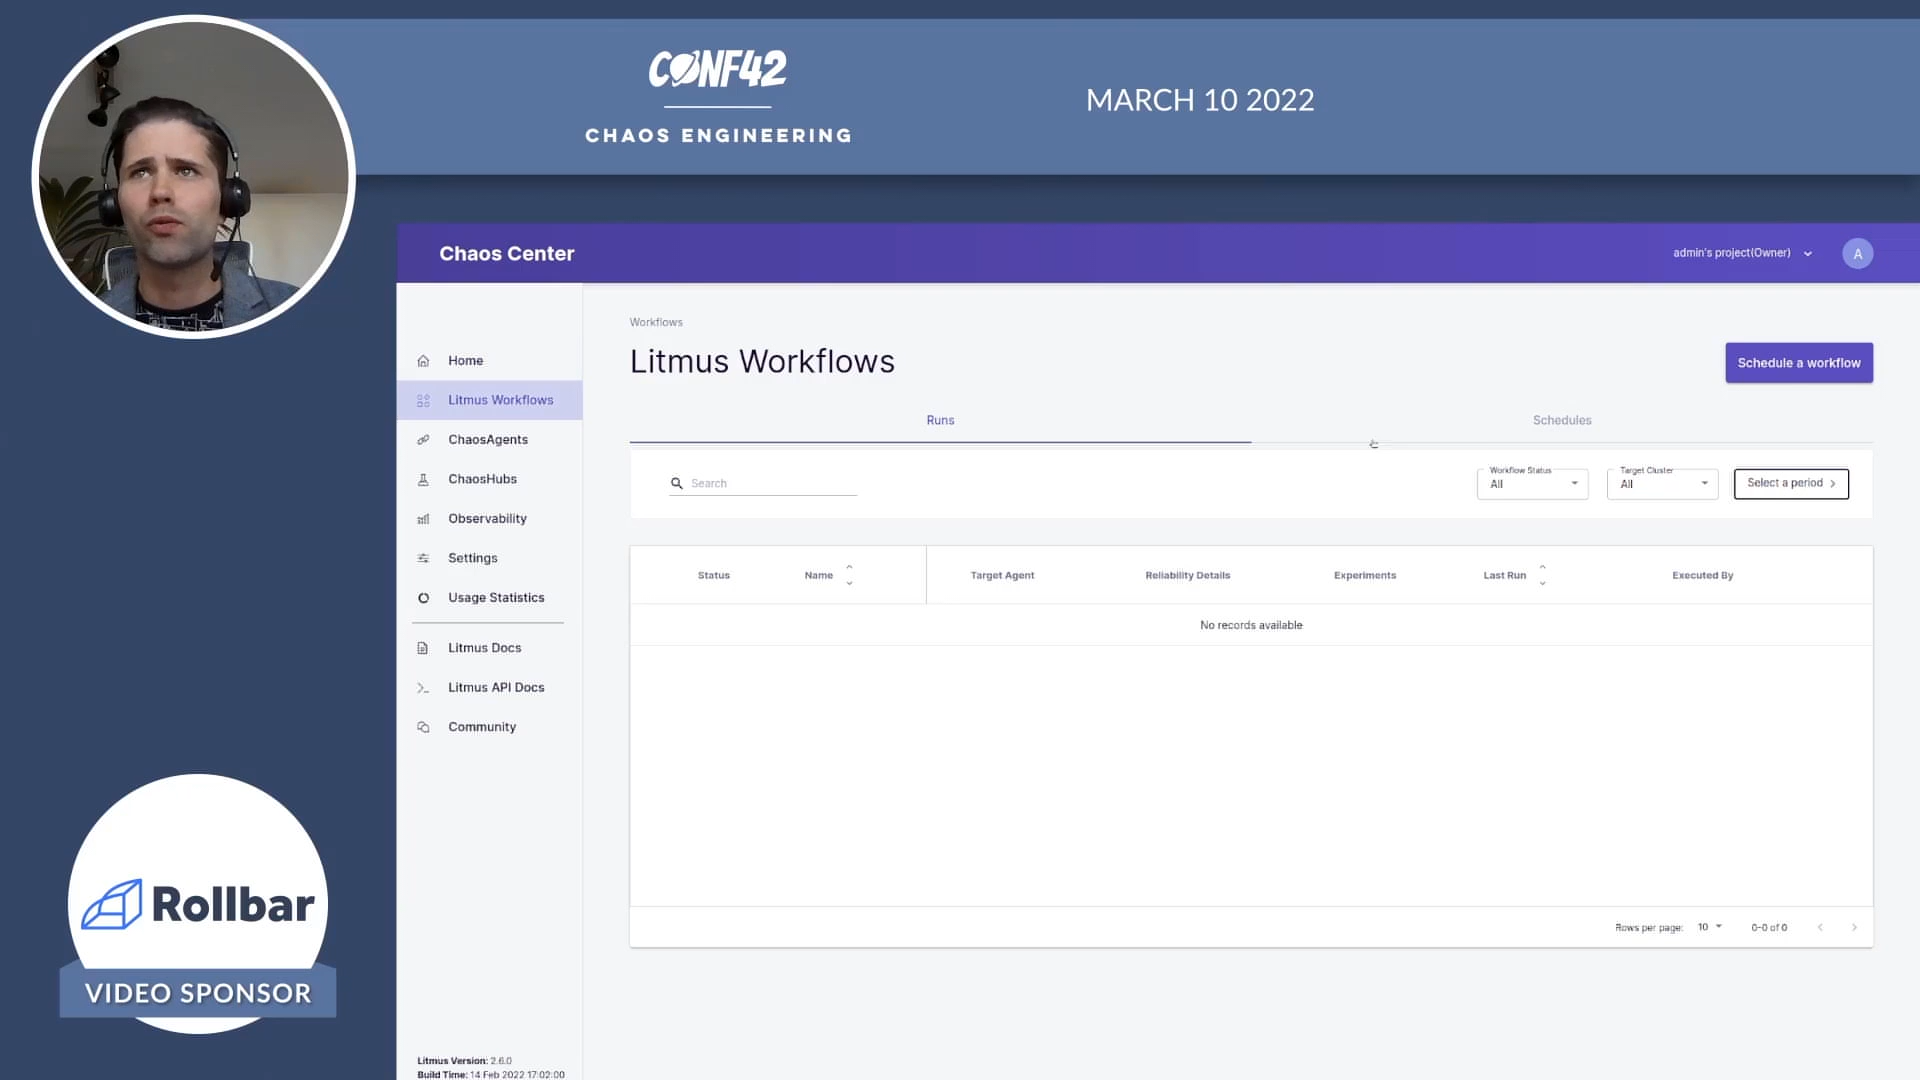 CONF42
CHAOS ENGINEERING
MARCH 10 2022
Chaos Center
admin's project(Owner)
A
Home
Litmus Workflows
ChaosAgents
ChaosHubs
Observability
Settings
Usage Statistics
Litmus Docs
Litmus API Docs
Community
Litmus Version: 2.6.0
Build Time: 14 Feb 2022 17:02:00
Workflows
Litmus Workflows
Schedule a workflow
Runs
Schedules
Search
Workflow Status
All
Target Cluster
All
Select a period
Status
Name
Target Agent
Reliability Details
Experiments
Last Run
Executed By
No records available
Rows per page: 10
0-0 of 0
Rollbar
VIDEO SPONSOR